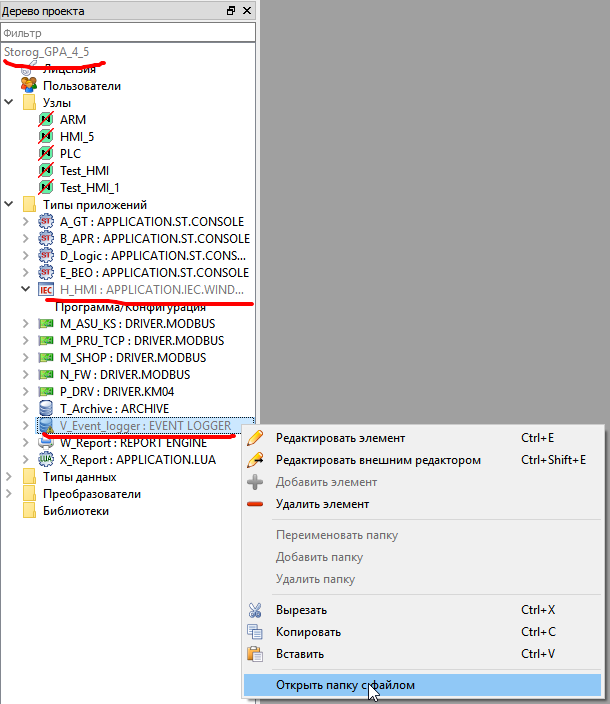 Дерево проекта
Фильтр
Storog_GPA_4_5
Лицензия
Пользователи
Узлы
ARM
HMI_5
PLC
Test_HMI
Test_HMI_1
Типы приложений
A_GT : APPLICATION.ST.CONSOLE
B_APR : APPLICATION.ST.CONSOLE
D_Logic : APPLICATION.ST.CONS...
E_BEO : APPLICATION.ST.CONSOLE
H_HMI : APPLICATION.IEC.WIND...
Программа/Конфигурация
M_ASU_KS : DRIVER.MODBUS
M_PRU_TCP : DRIVER.MODBUS
M_SHOP : DRIVER.MODBUS
N_FW : DRIVER.MODBUS
P_DRV : DRIVER.KM04
T_Archive : ARCHIVE
V_Event_logger : EVENT LOGGER
W_Report : REPORT ENGINE
X_Report : APPLICATION.LUA
Типы данных
Преобразователи
Библиотеки
Редактировать элемент Ctrl+E
Редактировать внешним редактором Ctrl+Shift+E
Добавить элемент
Удалить элемент
Переименовать папку
Добавить папку
Удалить папку
Вырезать Ctrl+X
Копировать Ctrl+C
Вставить Ctrl+V
Открыть папку с файлом